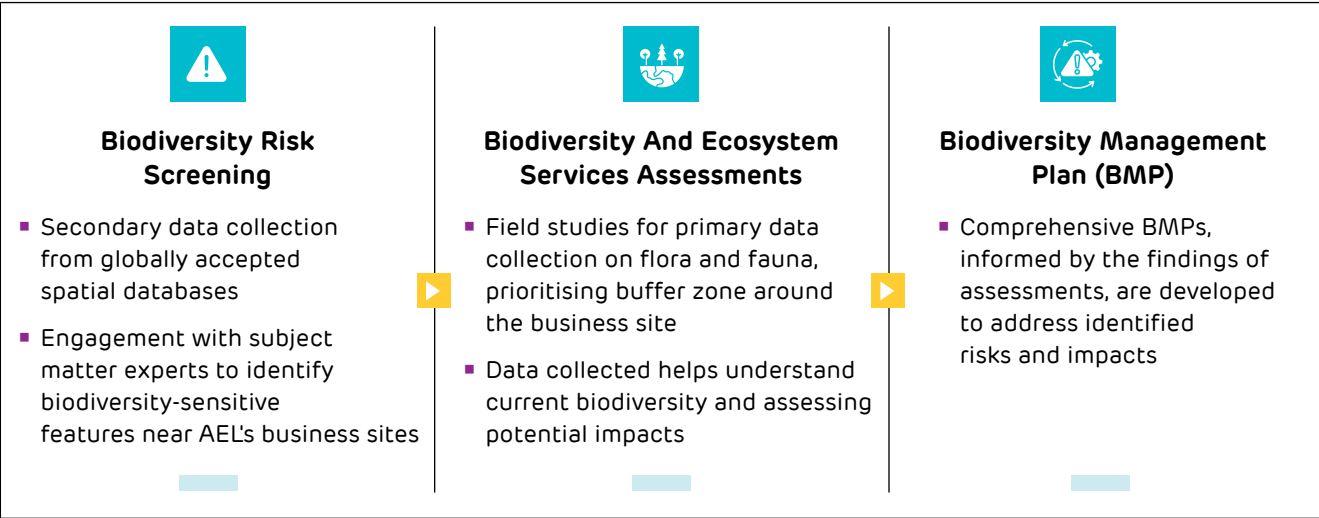 Biodiversity Risk
Screening
▪ Secondary data collection
from globally accepted
spatial databases
▪ Engagement with subject
matter experts to identify
biodiversity-sensitive
features near AEL's business sites
Biodiversity And Ecosystem
Services Assessments
▪ Field studies for primary data
collection on flora and fauna,
prioritising buffer zone around
the business site
▪ Data collected helps understand
current biodiversity and assessing
potential impacts
Biodiversity Management
Plan (BMP)
▪ Comprehensive BMPs,
informed by the findings of
assessments, are developed
to address identified
risks and impacts